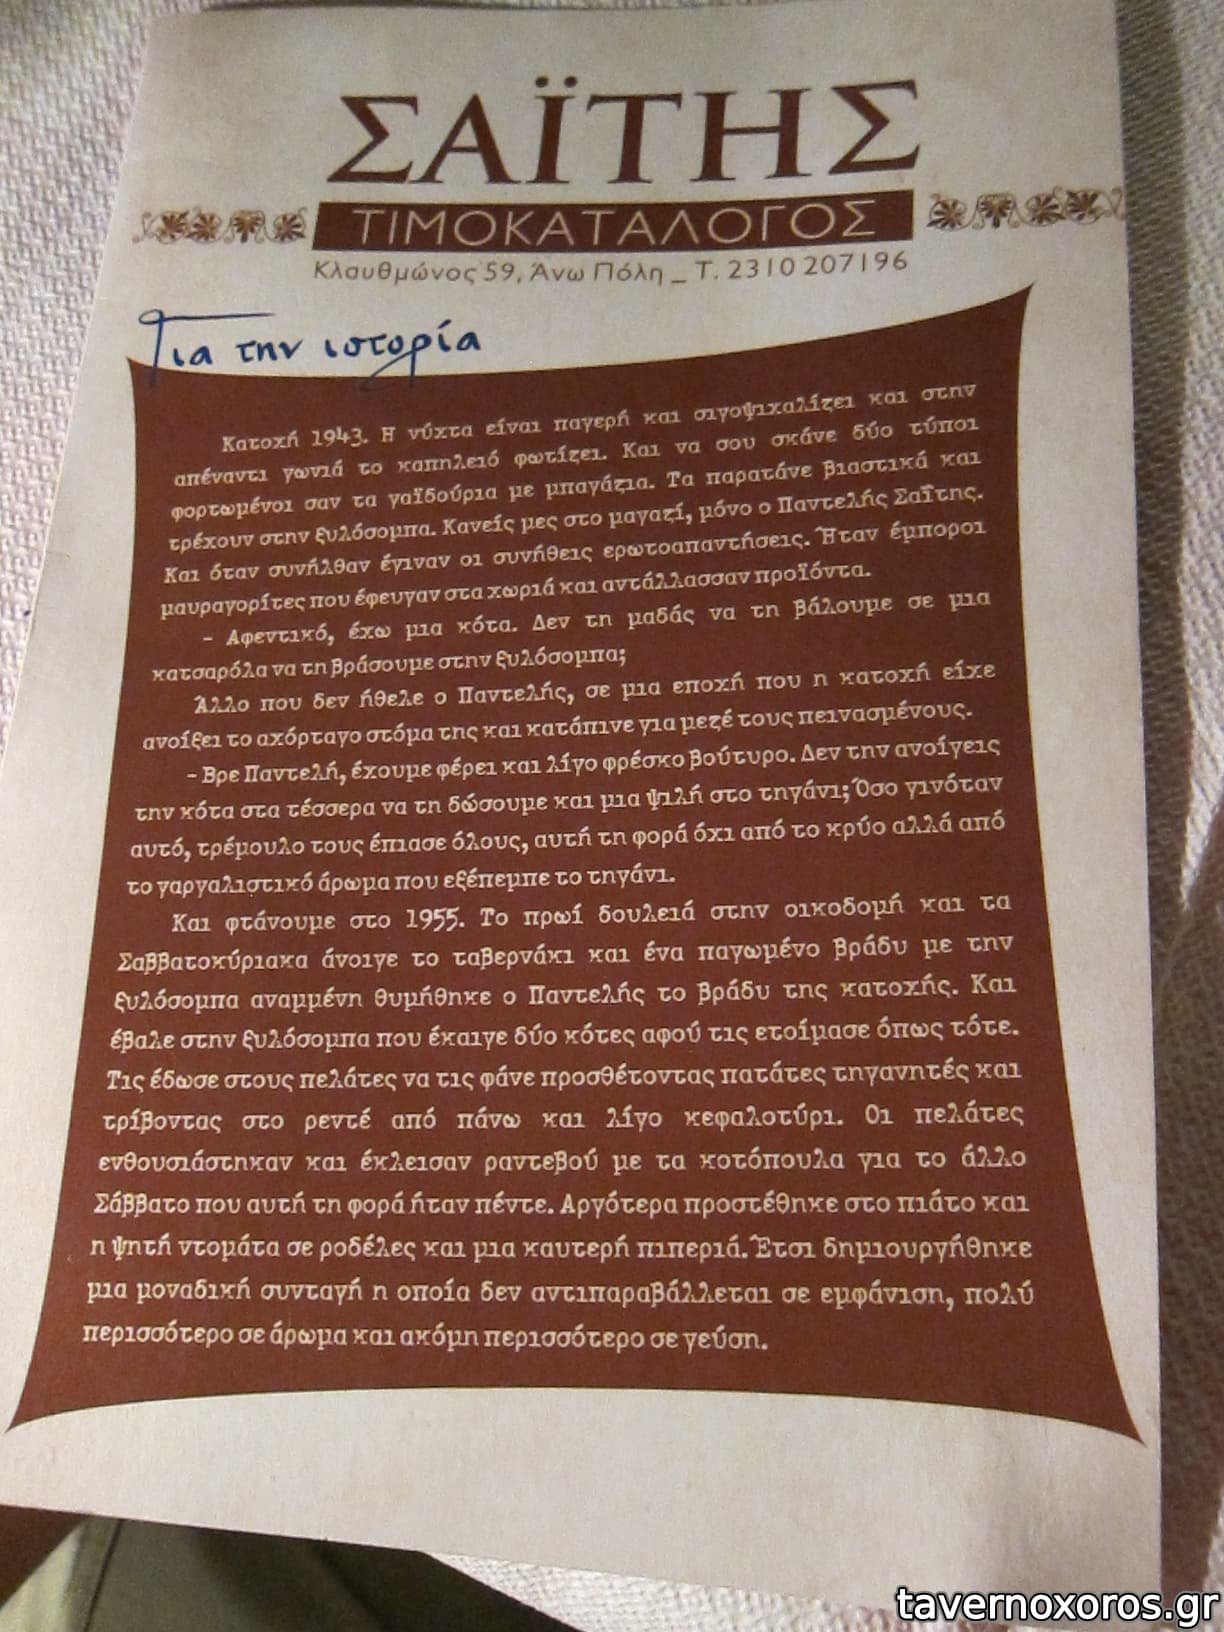 ΣΑΪΤΗΣ
ΤΙΜΟΚΑΤΑΛΟΓΟΣ
Κλαυθμώνος 59, Άνω Πόλη _ Τ. 2310 207196
Για την ιστορία
Κατοχή 1943. Η νύχτα είναι παγερή και σιγοψιχαλίζει και στην
απέναντι γωνιά το καπηλειό φωτίζει. Και να σου σκάνε δύο τύποι
φορτωμένοι σαν τα γαϊδούρια με μπαγάζια. Τα παρατάνε βιαστικά και
τρέχουν στην ξυλόσομπα. Κανείς μες στο μαγαζί, μόνο ο Παντελής Σαΐτης.
Και όταν συνήλθαν έγιναν οι συνήθεις ερωτοαπαντήσεις. Ήταν έμποροι
μαυραγορίτες που έφευγαν στα χωριά και αντάλλασσαν προϊόντα.
- Αφεντικό, έχω μια κότα. Δεν τη μαδάς να τη βάλουμε σε μια
κατσαρόλα να τη βράσουμε στην ξυλόσομπα;
Άλλο που δεν ήθελε ο Παντελής, σε μια εποχή που η κατοχή είχε
ανοίξει το αχόρταγο στόμα της και κατάπινε για μεζέ τους πεινασμένους.
- Βρε Παντελή, έχουμε φέρει και λίγο φρέσκο βούτυρο. Δεν την ανοίγεις
την κότα στα τέσσερα να τη δώσουμε και μια ψιλή στο τηγάνι; Όσο γινόταν
αυτό, τρέμουλο τους έπιασε όλους, αυτή τη φορά όχι από το κρύο αλλά από
το γαργαλιστικό άρωμα που εξέπεμπε το τηγάνι.
Και φτάνουμε στο 1955. Το πρωί δουλειά στην οικοδομή και τα
Σαββατοκύριακα άνοιγε το ταβερνάκι και ένα παγωμένο βράδυ με την
ξυλόσομπα αναμμένη θυμήθηκε ο Παντελής το βράδυ της κατοχής. Και
έβαλε στην ξυλόσομπα που έκαιγε δύο κότες αφού τις ετοίμασε όπως τότε.
Τις έδωσε στους πελάτες να τις φάνε προσθέτοντας πατάτες τηγανητές και
τρίβοντας στο ρεντέ από πάνω και λίγο κεφαλοτύρι. Οι πελάτες
ενθουσιάστηκαν και έκλεισαν ραντεβού με τα κοτόπουλα για το άλλο
Σάββατο που αυτή τη φορά ήταν πέντε. Αργότερα προστέθηκε στο πιάτο και
η ψητή ντομάτα σε ροδέλες και μια καυτερή πιπεριά. Έτσι δημιουργήθηκε
μια μοναδική συνταγή η οποία δεν αντιπαραβάλλεται σε εμφάνιση, πολύ
περισσότερο σε άρωμα και ακόμη περισσότερο σε γεύση.
tavernoxoros.gr